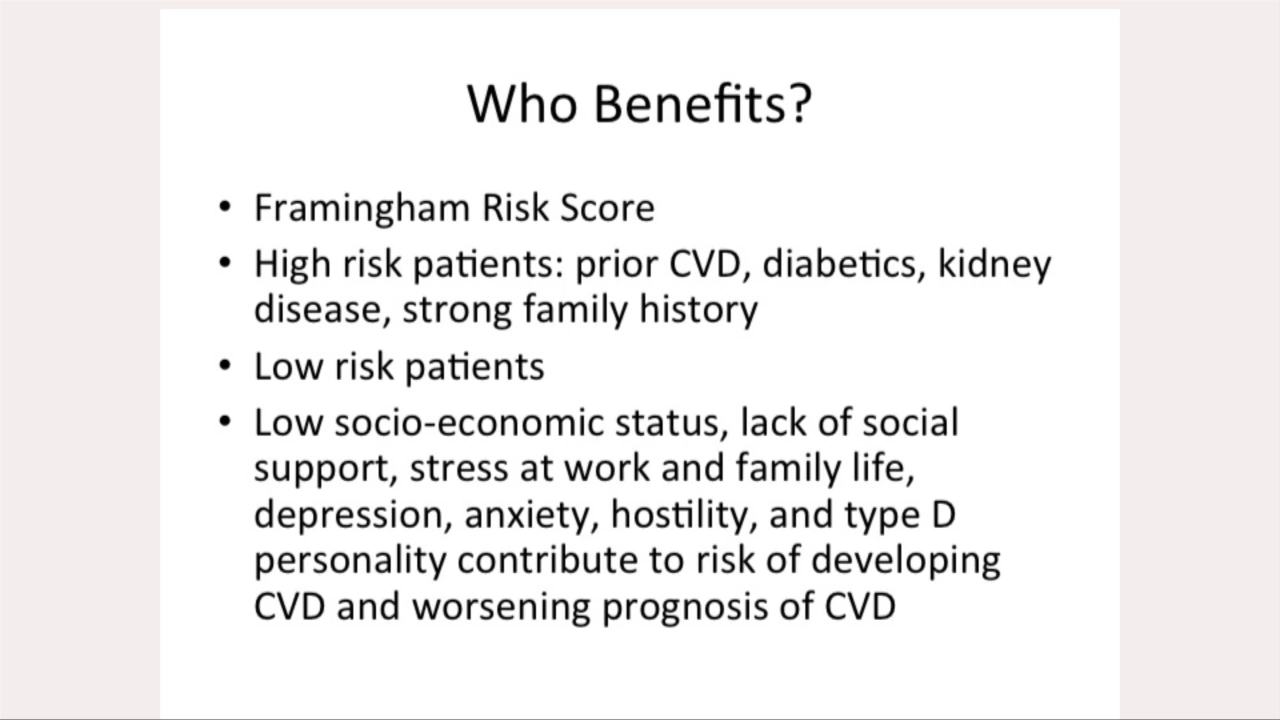 Who Benefits?
• Framingham Risk Score
• High risk patients: prior CVD, diabetics, kidney
disease, strong family history
• Low risk patients
• Low socio-economic status, lack of social
support, stress at work and family life,
depression, anxiety, hostility, and type D
personality contribute to risk of developing
CVD and worsening prognosis of CVD